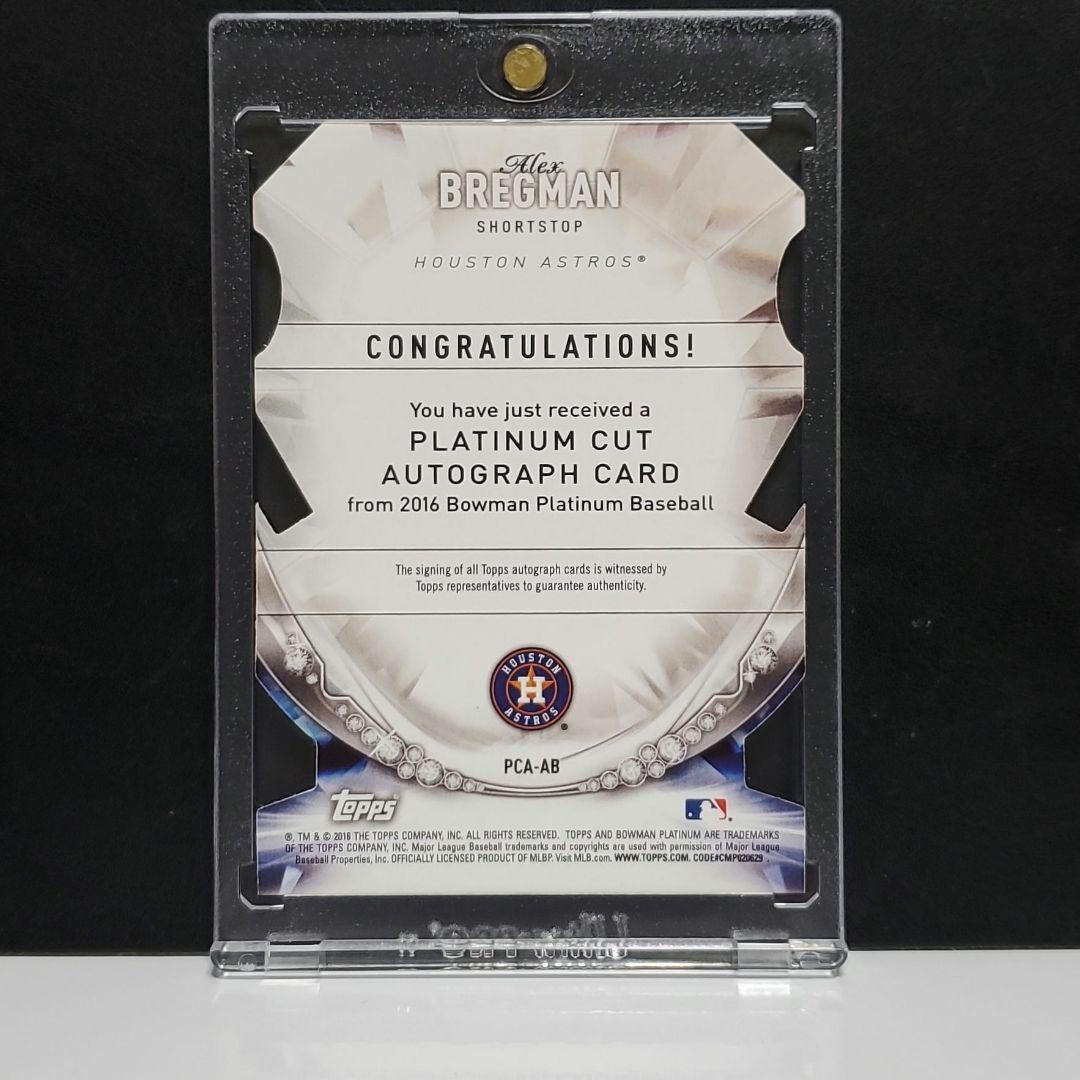 Alex
BREGMAN
SHORTSTOP
HOUSTON ASTROS®
CONGRATULATIONS!
You have just received a
PLATINUM CUT
AUTOGRAPH CARD
from 2016 Bowman Platinum Baseball
The signing of all Topps autograph cards is witnessed by
Topps representatives to guarantee authenticity.
HOUSTON
H
ASTROS
®
PCA-AB
Topps®
®, TM & © 2016 THE TOPPS COMPANY, INC. ALL RIGHTS RESERVED. TOPPS AND BOWMAN PLATINUM ARE TRADEMARKS
OF THE TOPPS COMPANY, INC. Major League Baseball trademarks and copyrights are used with permission of Major League
Baseball Properties, Inc. OFFICIALLY LICENSED PRODUCT OF MLBP. Visit MLB.com. WWW.TOPPS.COM. CODE#CMP020629